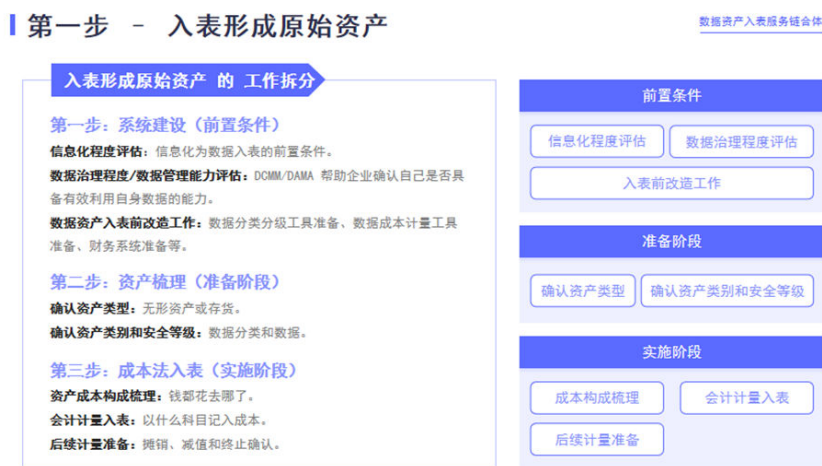 第一步 - 入表形成原始资产
数据资产入表服务链合体
入表形成原始资产 的 工作拆分
第一步：系统建设（前置条件）
信息化程度评估：信息化为数据入表的前置条件。
数据治理程度/数据管理能力评估：DCMM/DAMA 帮助企业确认自己是否具
备有效利用自身数据的能力。
数据资产入表前改造工作：数据分类分级工具准备、数据成本计量工具
准备、财务系统准备等。
第二步：资产梳理（准备阶段）
确认资产类型：无形资产或存货。
确认资产类别和安全等级：数据分类和数据。
第三步：成本法入表（实施阶段）
资产成本构成梳理：钱都花去哪了。
会计计量入表：以什么科目记入成本。
后续计量准备：摊销、减值和终止确认。
前置条件
信息化程度评估
数据治理程度评估
入表前改造工作
准备阶段
确认资产类型
确认资产类别和安全等级
实施阶段
成本构成梳理
会计计量入表
后续计量准备